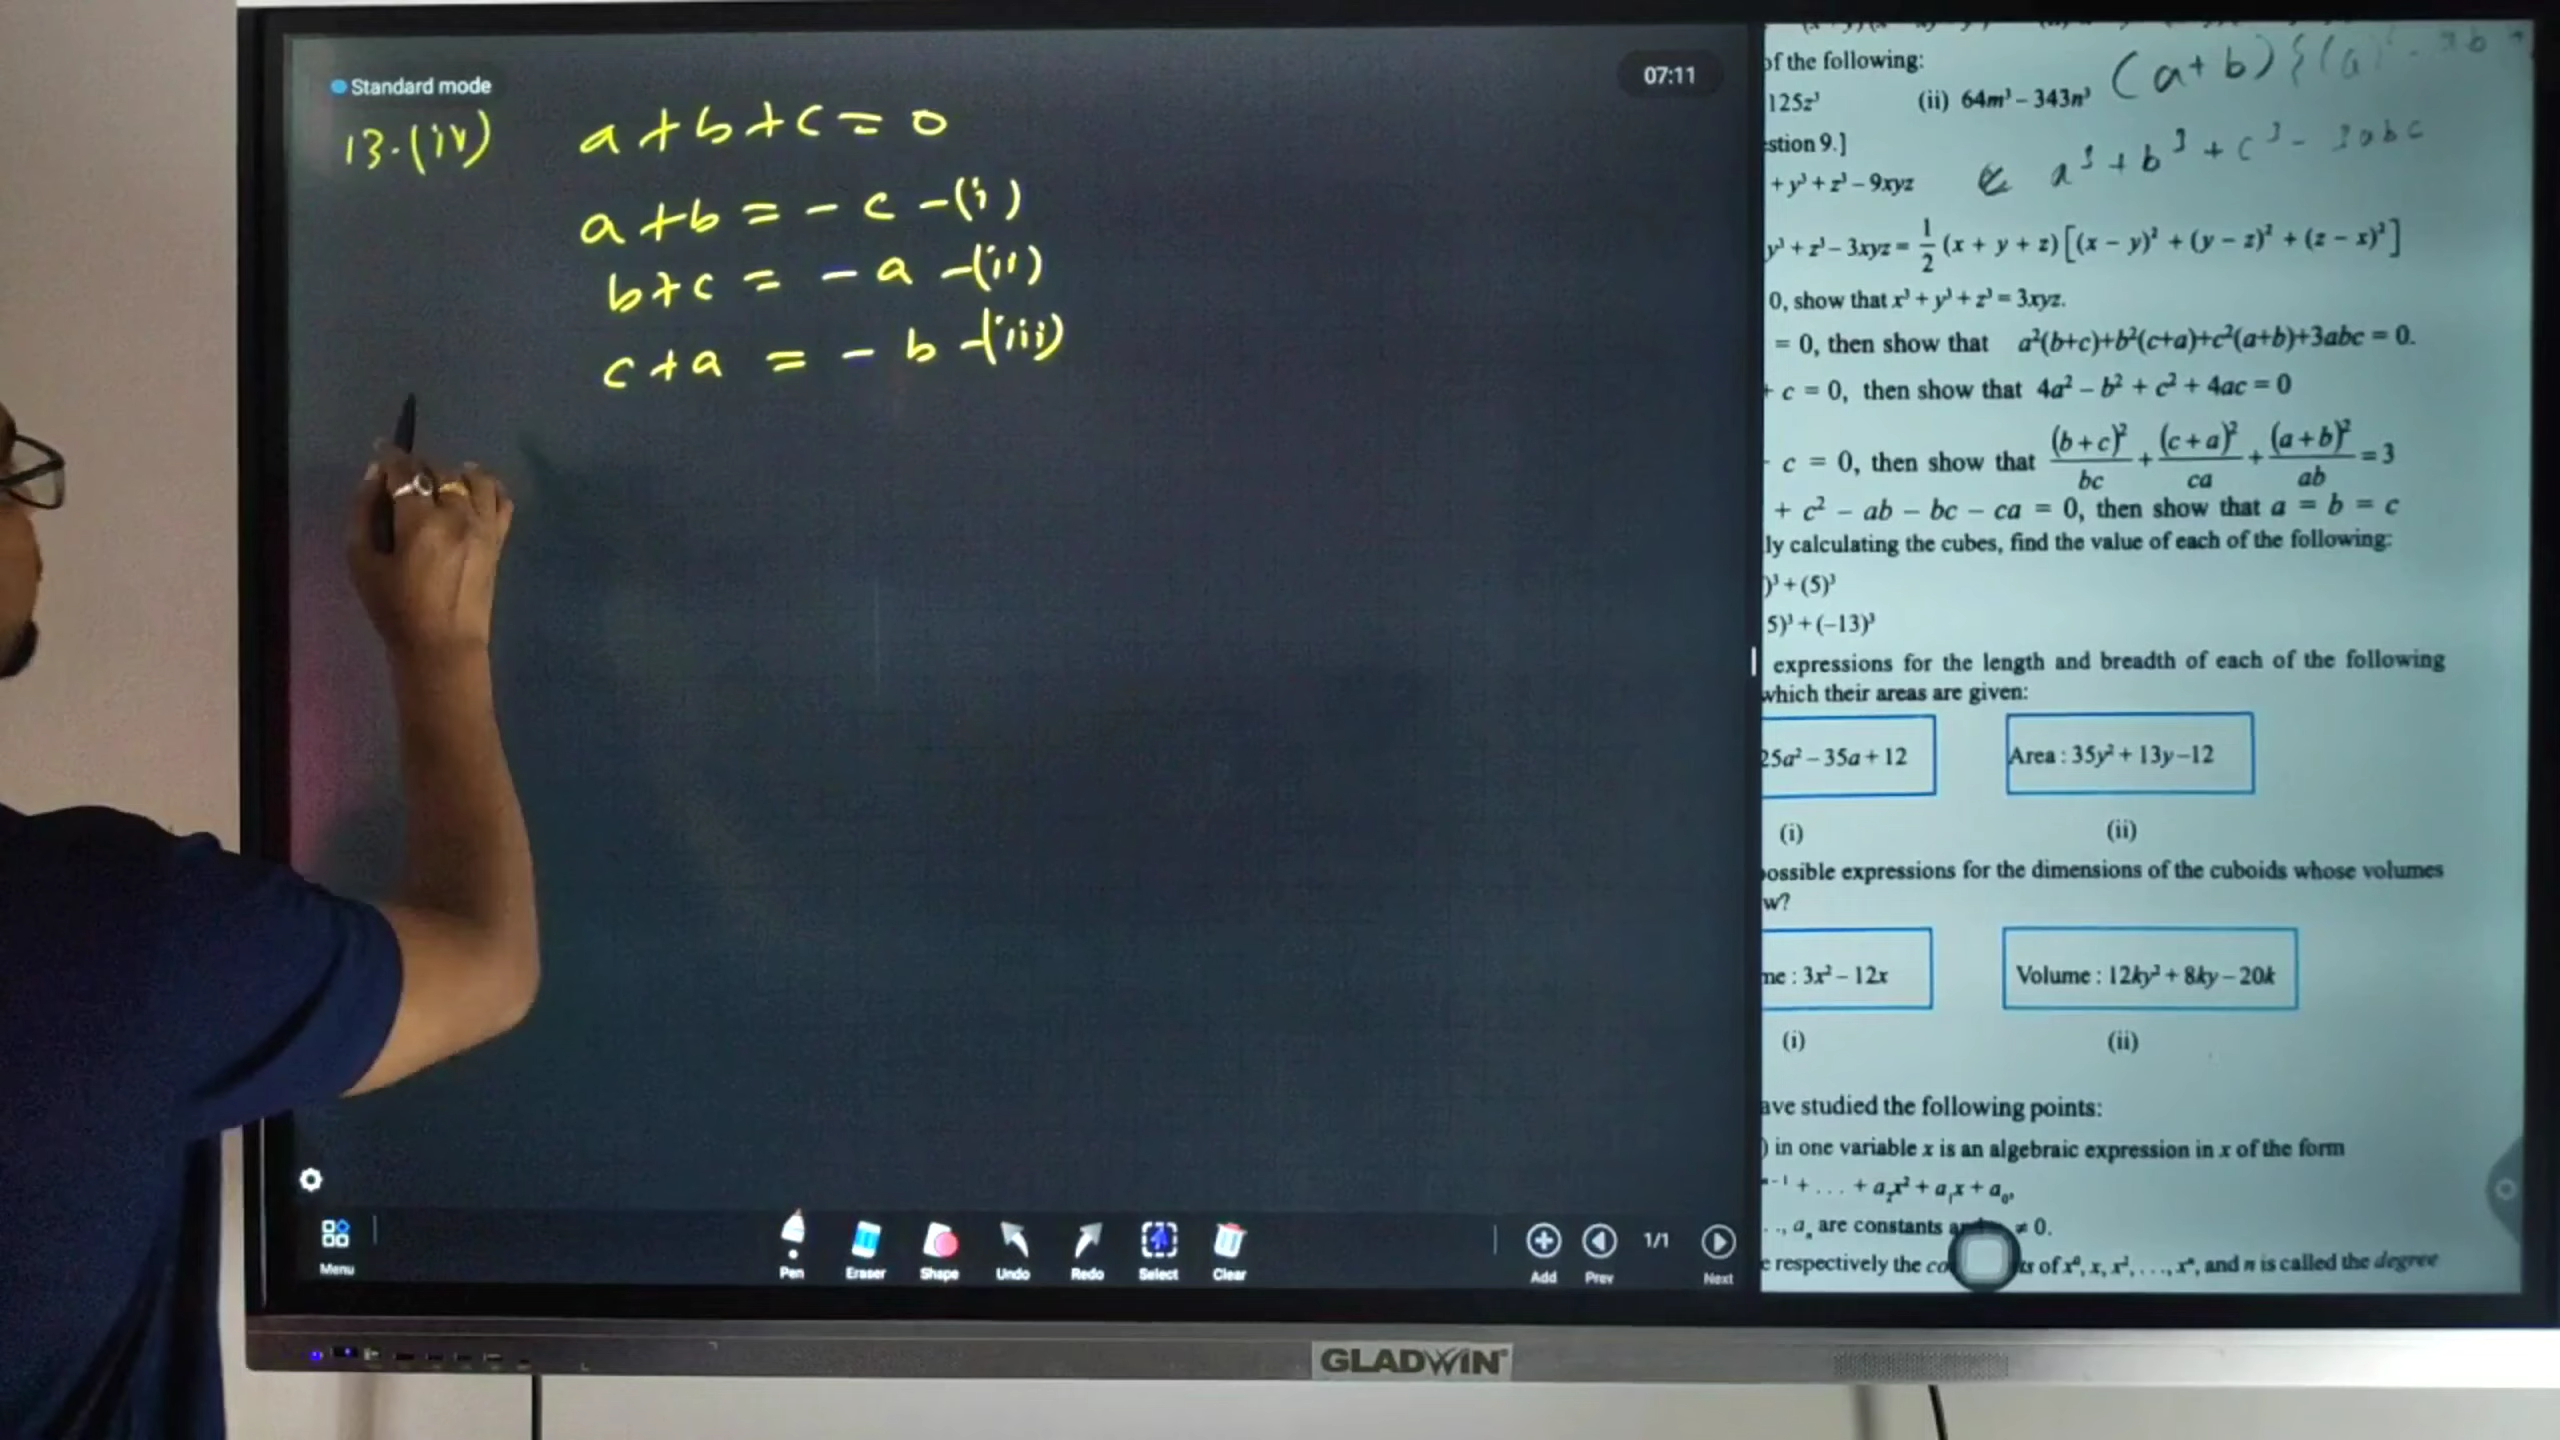 Standard mode
07:11
13.(iv) a+b+c=0
a+b = -c -(i)
b+c = -a -(ii)
c+a = -b -(iii)
of the following:
(a+b){(a)² - ab +
125z³ (ii) 64m³ – 343n³
stion 9.]
+ y³ + z³ – 9xyz
a³+b³+c³-3abc
y³ + z³ – 3xyz = 1/2 (x + y + z) [(x – y)² + (y – z)² + (z – x)²]
0, show that x³ + y³ + z³ = 3xyz.
= 0, then show that a²(b+c)+b²(c+a)+c²(a+b)+3abc = 0.
+ c = 0, then show that 4a² – b² + c² + 4ac = 0
c = 0, then show that (b+c)²/bc + (c+a)²/ca + (a+b)²/ab = 3
+ c² – ab – bc – ca = 0, then show that a = b = c
ly calculating the cubes, find the value of each of the following:
)³ + (5)³
5)³ + (–13)³
expressions for the length and breadth of each of the following
which their areas are given:
25a² – 35a + 12
Area : 35y² + 13y –12
(i) (ii)
possible expressions for the dimensions of the cuboids whose volumes
w?
me : 3x² – 12x
Volume : 12ky² + 8ky – 20k
(i) (ii)
ave studied the following points:
) in one variable x is an algebraic expression in x of the form
ⁿ⁻¹ + . . . + a₂x² + a₁x + a₀,
. ., aₙ are constants ≠ 0.
e respectively the co ts of x⁰, x, x², . . ., xⁿ, and n is called the degree
Menu
Pen Eraser Shape Undo Redo Select Clear
Add Prev 1/1 Next
GLADWIN